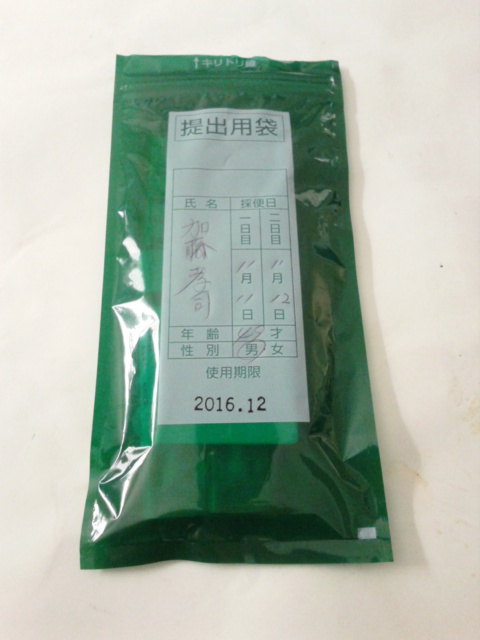 ↑キリトリ線
提出用袋
氏名 採便日
一日目 二日目
加藤孝司
11月 11月
11日 12日
年齢 才
性別 男 女
使用期限
2016.12